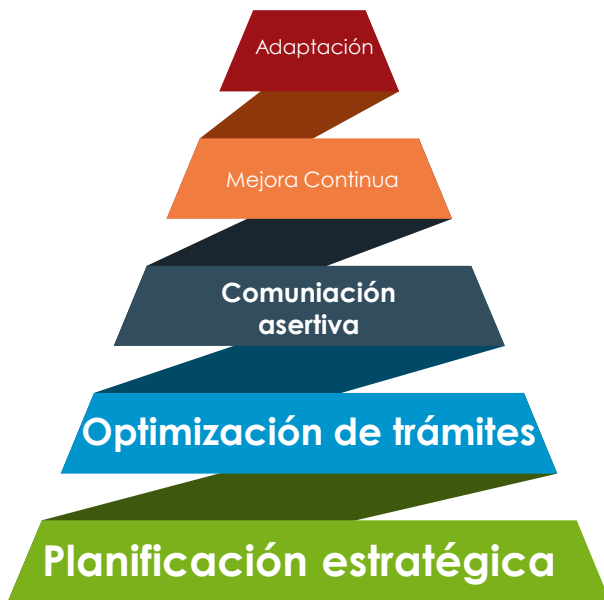 Adaptación
Mejora Continua
Comuniación
asertiva
Optimización de trámites
Planificación estratégica